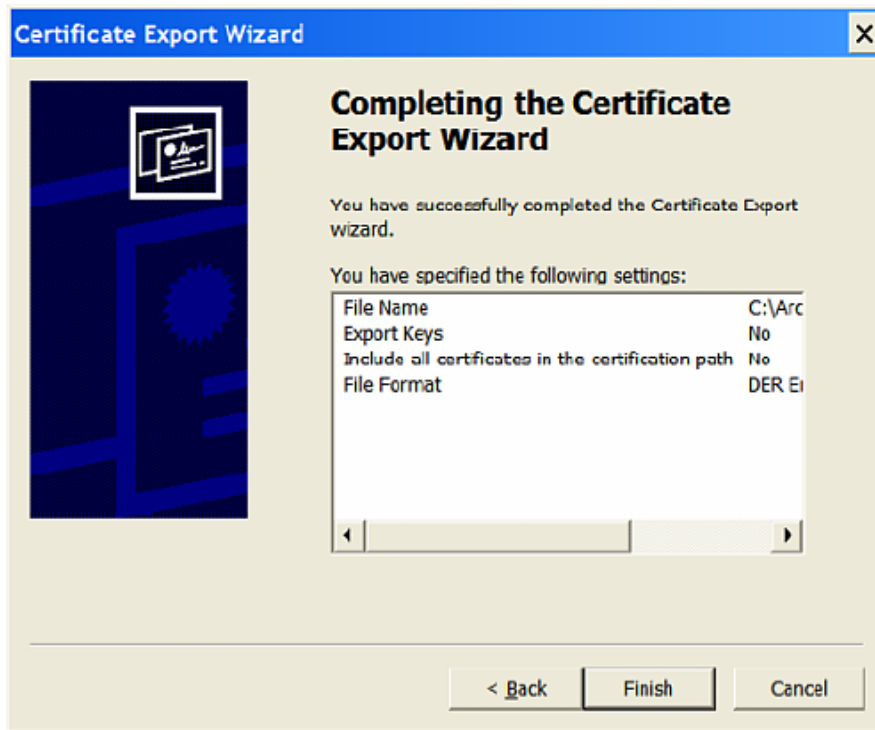 Certificate Export Wizard
Completing the Certificate
Export Wizard
You have successfully completed the Certificate Export
wizard.
You have specified the following settings:
File Name C:\Arc
Export Keys No
Include all certificates in the certification path No
File Format DER
< Back Finish Cancel